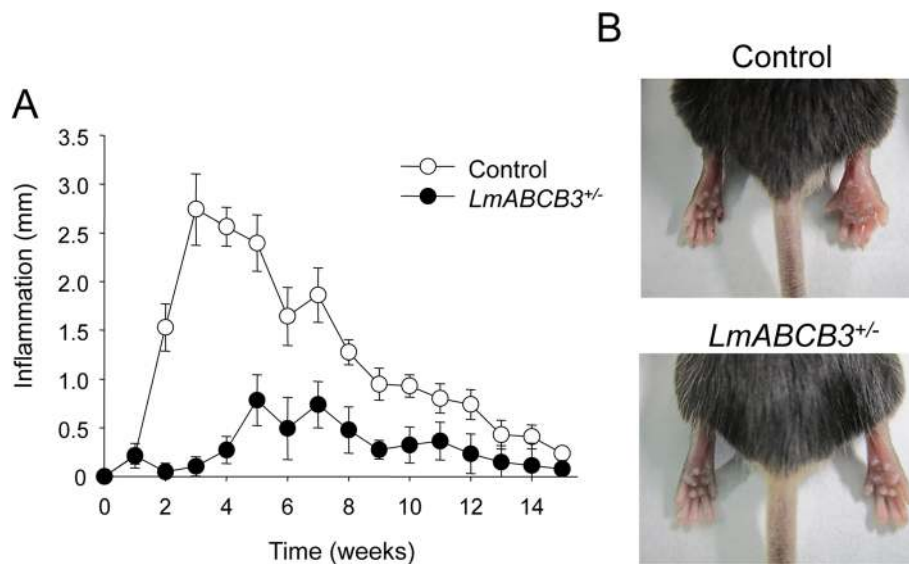 A
3.5
3.0
2.5
2.0
1.5
1.0
0.5
0
Inflammation (mm)
0 2 4 6 8 10 12 14
Time (weeks)
Control
LmABCB3+/-
B
Control
LmABCB3+/-